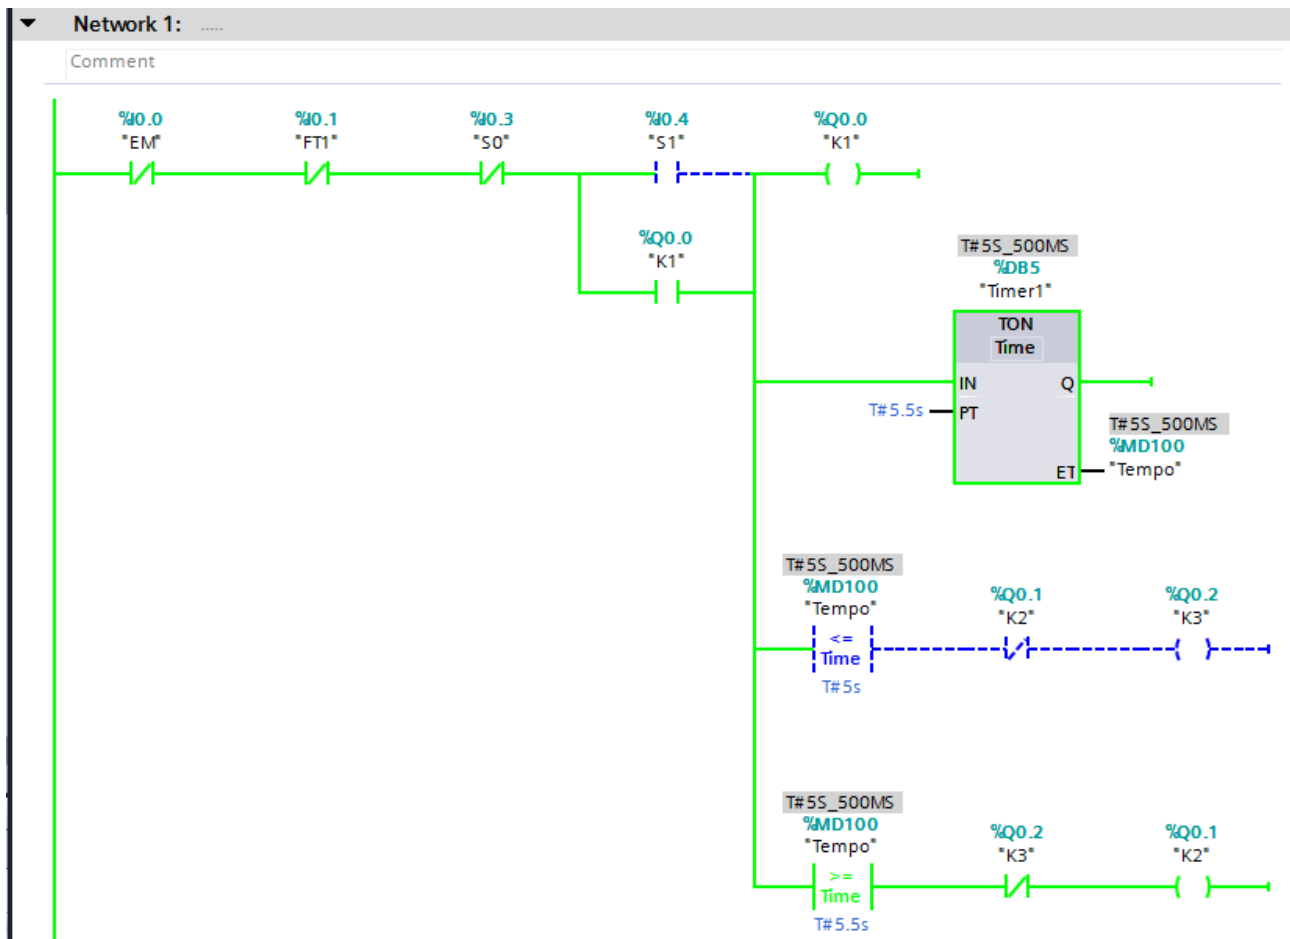 Network 1: .....
Comment
%I0.0 %I0.1 %I0.3 %I0.4 %Q0.0
"EM" "FT1" "S0" "S1" "K1"
%Q0.0
"K1"
T#5S_500MS
%DB5
"Timer1"
TON
Time
IN Q
T#5.5s PT
T#5S_500MS
%MD100
ET "Tempo"
T#5S_500MS
%MD100 %Q0.1 %Q0.2
"Tempo" "K2" "K3"
<=
Time
T#5s
T#5S_500MS
%MD100 %Q0.2 %Q0.1
"Tempo" "K3" "K2"
>=
Time
T#5.5s